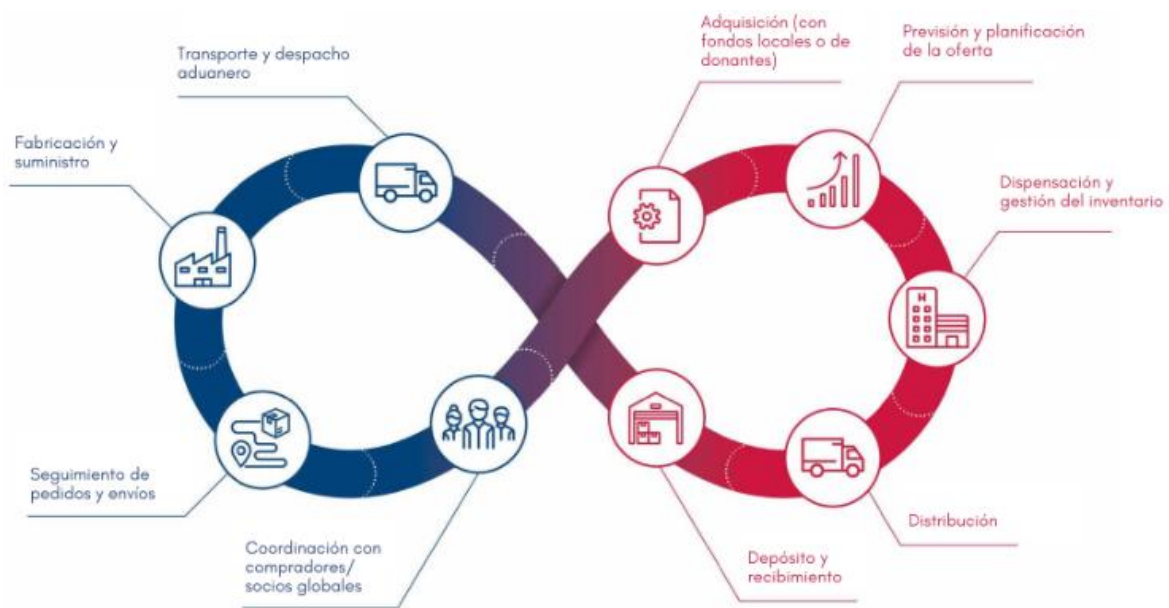 Transporte y despacho
aduanero
Fabricación y
suministro
Seguimiento de
pedidos y envíos
Coordinación con
compradores/
socios globales
Adquisición (con
fondos locales o de
donantes)
Previsión y planificación
de la oferta
Dispensación y
gestión del inventario
H
Distribución
Depósito y
recibimiento